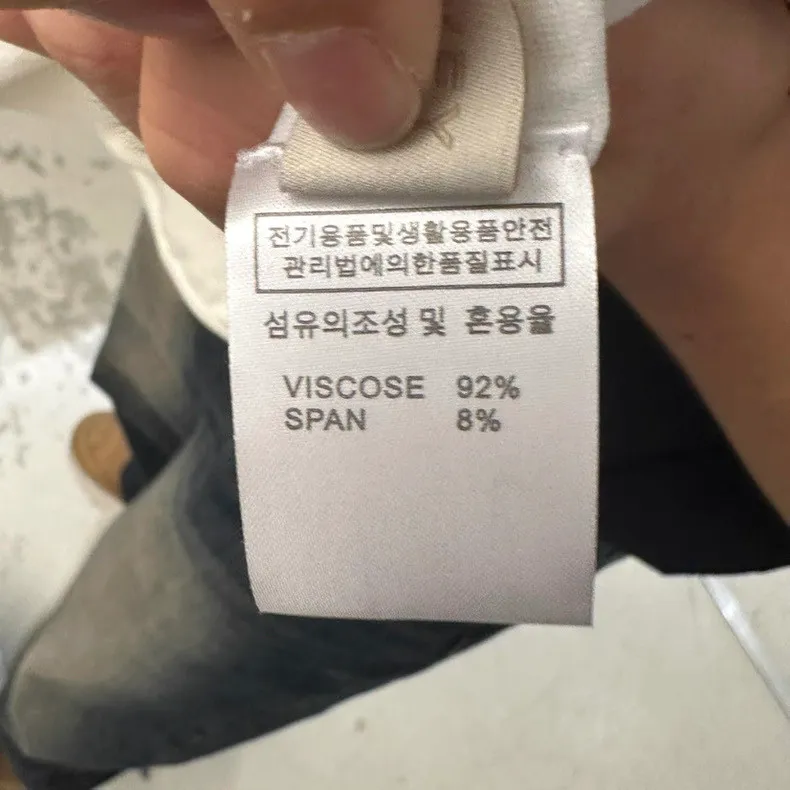 전기용품및생활용품안전
관리법에의한품질표시
섬유의조성 및 혼용율
VISCOSE 92%
SPAN 8%